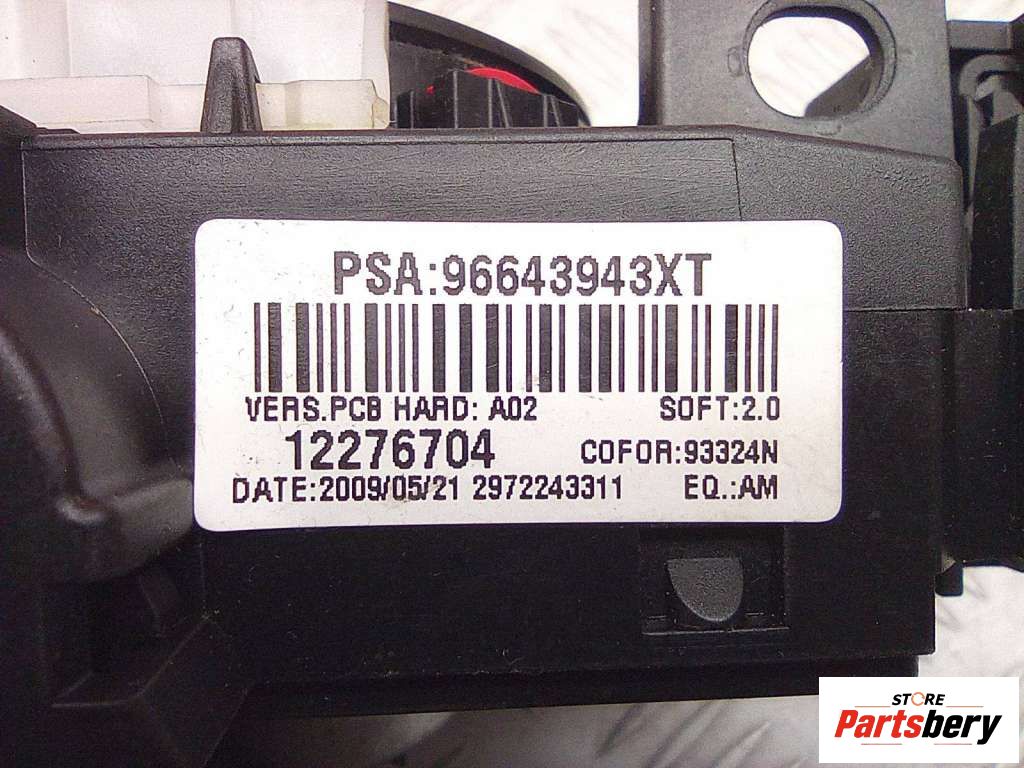 PSA:96643943XT
VERS.PCB HARD: A02 SOFT:2.0
12276704 COFOR:93324N
DATE:2009/05/21 2972243311 EQ.:AM
STORE
Partsbery